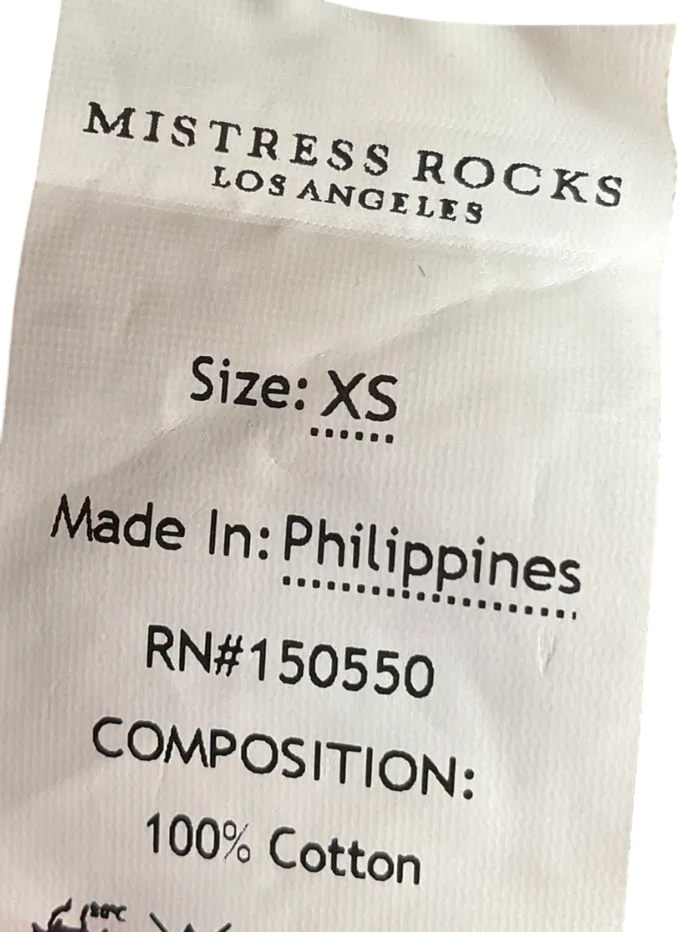 MISTRESS ROCKS
LOS ANGELES
Size: XS
Made In: Philippines
RN#150550
COMPOSITION:
100% Cotton